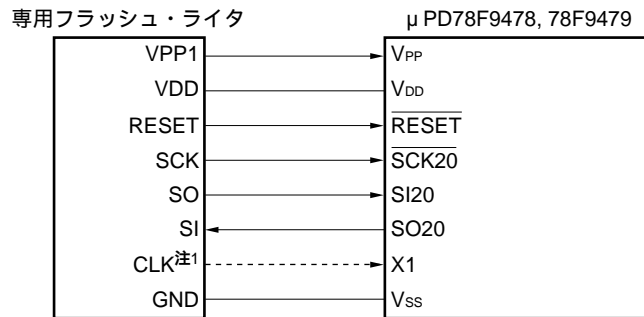 専用フラッシュ・ライタ μPD78F9478, 78F9479
VPP1 VPP
VDD VDD
RESET RESET
SCK SCK20
SO SI20
SI SO20
CLK注1 X1
GND VSS